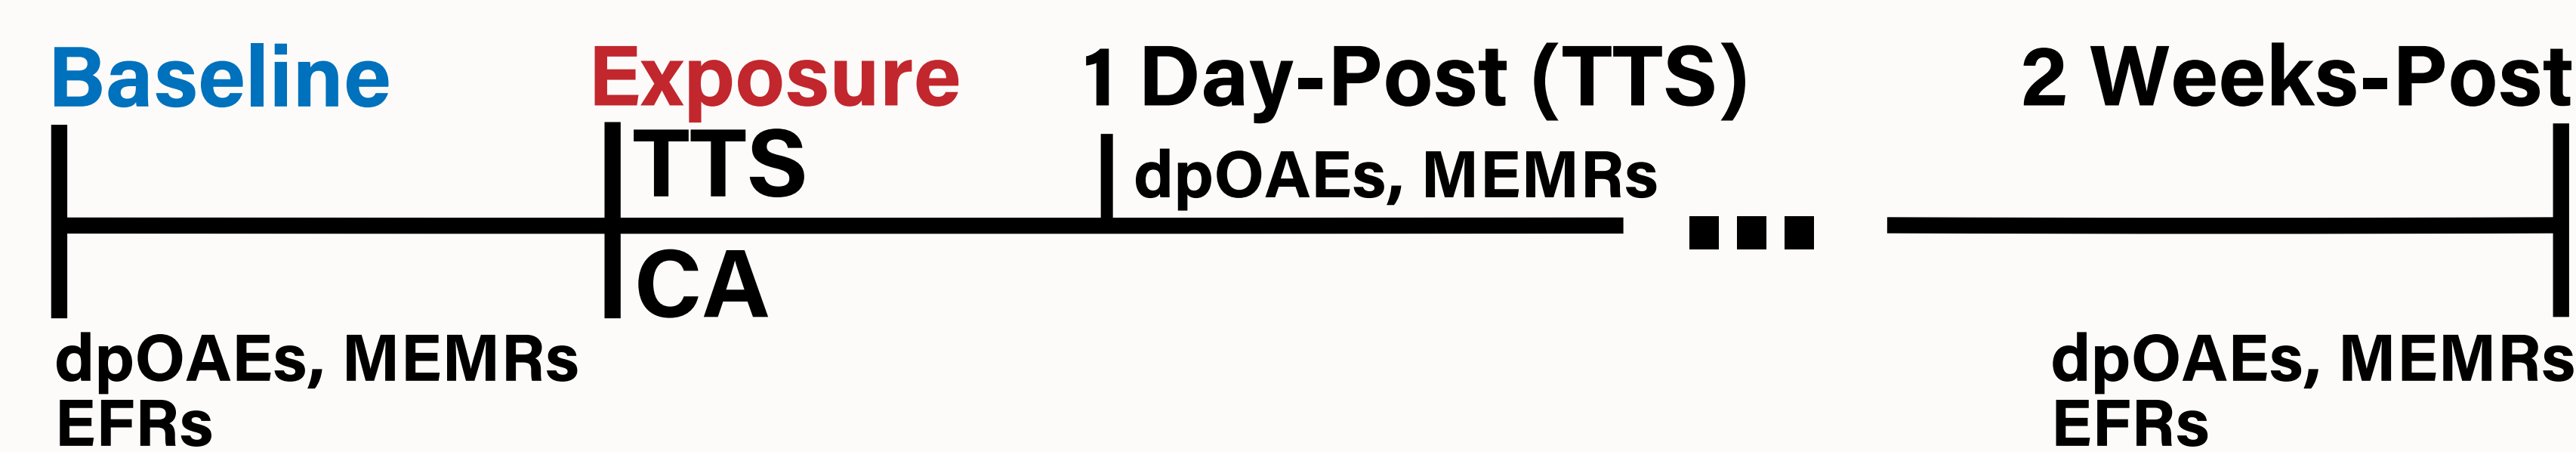 Baseline
Exposure
1 Day-Post (TTS)
2 Weeks-Post
TTS
dpOAEs, MEMRs
CA
dpOAEs, MEMRs
EFRs
dpOAEs, MEMRs
EFRs